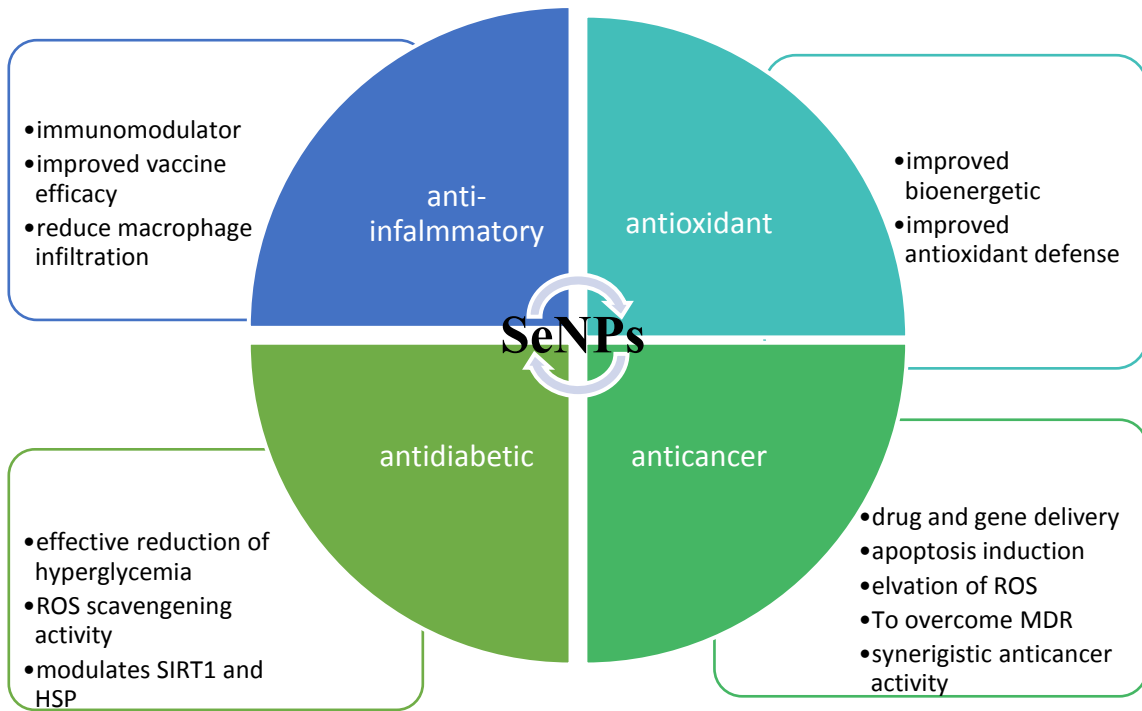 •immunomodulator
•improved vaccine
efficacy
•reduce macrophage
infiltration
anti-
infalmmatory
antioxidant
•improved
bioenergetic
•improved
antioxidant defense
SeNPs
antidiabetic
anticancer
•effective reduction of
hyperglycemia
•ROS scavengening
activity
•modulates SIRT1 and
HSP
•drug and gene delivery
•apoptosis induction
•elvation of ROS
•To overcome MDR
•synerigistic anticancer
activity